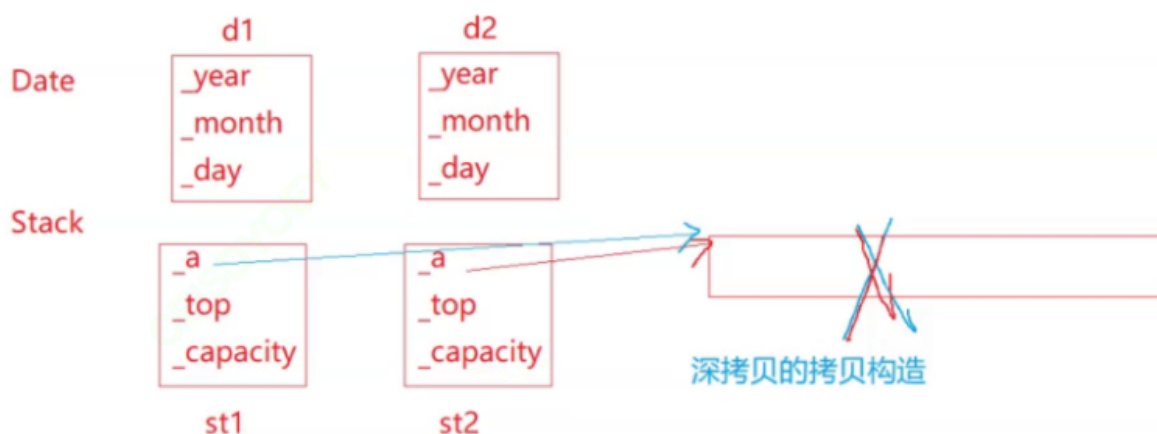 d1 d2
Date
_year _year
_month _month
_day _day
Stack
_a _a
_top _top
_capacity _capacity
深拷贝的拷贝构造
st1 st2